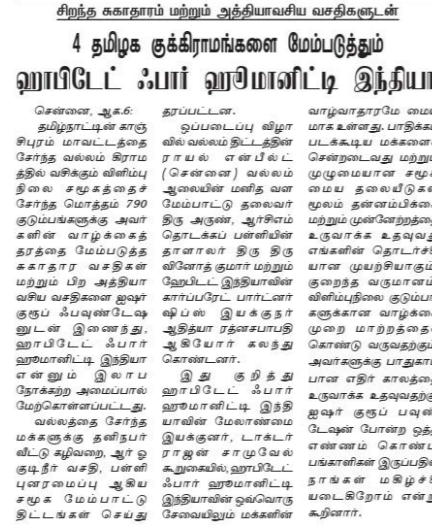 சிறந்த சுகாதாரம் மற்றும் அத்தியாவசிய வசதிகளுடன்
4 தமிழக குக்கிராமங்களை மேம்படுத்தும்
ஹாபிடேட் ஃபார் ஹூமானிட்டி இந்தியா
சென்னை, ஆக.6:
தமிழ்நாட்டின் காஞ்
சிபுரம் மாவட்டத்தை
சேர்ந்த வல்லம் கிராம
த்தில் வசிக்கும் விளிம்பு
நிலை சமூகத்தைச்
சேர்ந்த மொத்தம் 790
குடும்பங்களுக்கு அவர்
களின் வாழ்க்கைத்
தரத்தை மேம்படுத்த
சுகாதார வசதிகள்
மற்றும் பிற அத்தியா
வசிய வசதிகளை ஐஷர்
குரூப் ஃபவுண்டேஷ
னுடன் இணைந்து,
ஹாபிடேட் ஃபார்
ஹூமானிட்டி இந்தியா
என்னும் இலாப
நோக்கற்ற அமைப்பால்
மேற்கொள்ளப்பட்டது.
வல்லத்தை சேர்ந்த
மக்களுக்கு தனிநபர்
வீட்டு கழிவறை, ஆர் ஓ
குடிநீர் வசதி, பள்ளி
புனரமைப்பு ஆகிய
சமூக மேம்பாட்டு
திட்டங்கள் செய்து
தரப்பட்டன.
ஒப்படைப்பு விழா
வில் வல்லம் திட்டத்தின்
ராயல் என்பீல்ட்
(சென்னை) வல்லம்
ஆலையின் மனித வள
மேம்பாட்டு தலைவர்
திரு அருண், ஆர்சிஎம்
தொடக்கப் பள்ளியின்
தாளாளர் திரு திரு
வினோத் குமார் மற்றும்
ஹேபிடட் இந்தியாவின்
கார்ப்பரேட் பார்ட்னர்
ஷிப்ஸ் இயக்குநர்
ஆதித்யா ரத்னசபாபதி
ஆகியோர் கலந்து
கொண்டனர்.
இது குறித்து
ஹாபிடேட் ஃபார்
ஹூமானிட்டி இந்தி
யாவின் மேலாண்மை
இயக்குனர், டாக்டர்
ராஜன் சாமுவேல்
கூறுகையில், ஹாபிடேட்
ஃபார் ஹூமானிட்டி
இந்தியாவின் ஒவ்வொரு
சேவையிலும் மக்களின்
வாழ்வாதாரமே மைய
மாக உள்ளது. பாதிக்கப்
படக்கூடிய மக்களை
சென்றடைவது மற்றும்
முழுமையான சமூக
மைய தலையீடுகள்
மூலம் தன்னம்பிக்கை
மற்றும் முன்னேற்றத்தை
உருவாக்க உதவுவது
எங்களின் தொடர்ச்சி
யான முயற்சியாகும்.
குறைந்த வருமானம்
விளிம்புநிலை குடும்பங்
களுக்கான வாழ்க்கை
முறை மாற்றத்தைக்
கொண்டு வருவதற்கும்
அவர்களுக்கு பாதுகாப்
பான எதிர் காலத்தை
உருவாக்க உதவுவதற்கும்
ஐஷர் குரூப் பவுண்
டேஷன் போன்ற ஒத்த
எண்ணம் கொண்ட
பங்காளிகள் இருப்பதில்
நாங்கள் மகிழ்ச்சி
யடைகிறோம் என்று
கூறினார்.